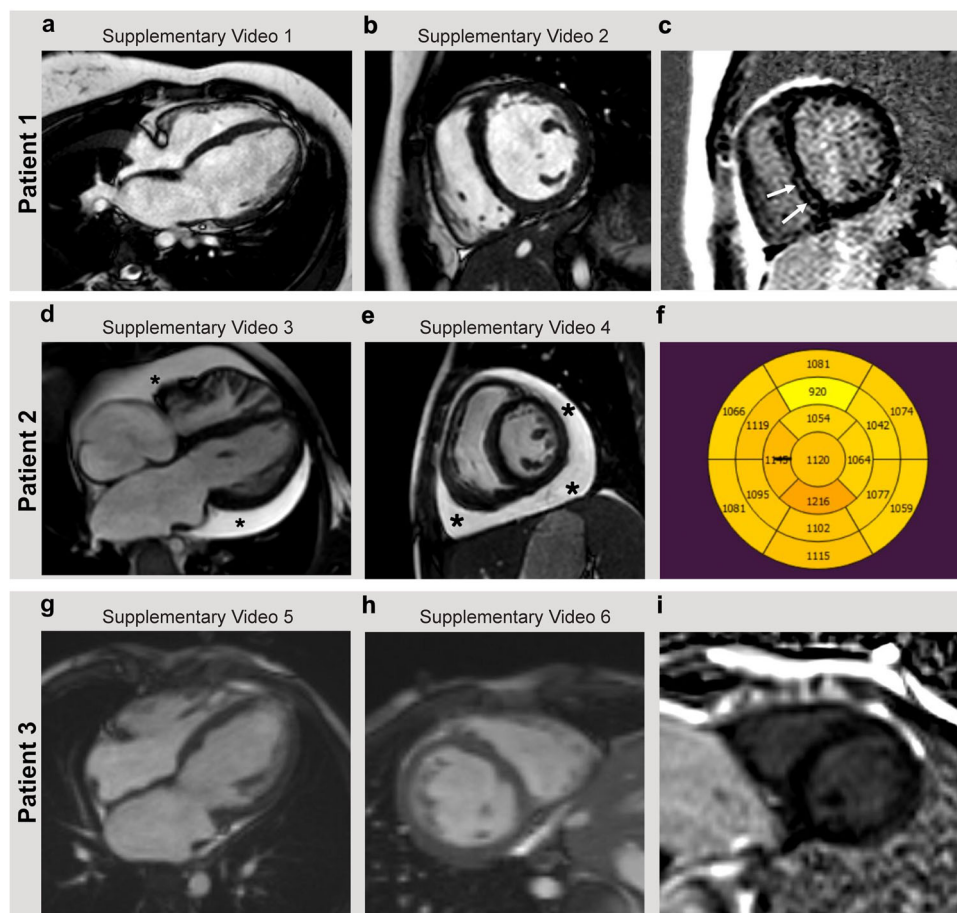 a
Supplementary Video 1
b
Supplementary Video 2
c
Patient 1
d
Supplementary Video 3
e
Supplementary Video 4
f
Patient 2
*
*
*
*
*
1081
920
1066
1074
1054
1119
1042
1145
1120
1064
1095
1077
1081
1216
1059
1102
1115
g
Supplementary Video 5
h
Supplementary Video 6
i
Patient 3